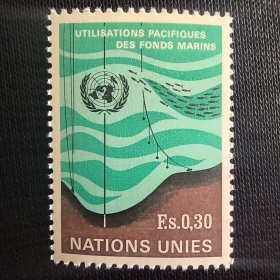 UTILISATIONS PACIFIQUES
DES FONDS MARINS
F.s.0,30
NATIONS UNIES